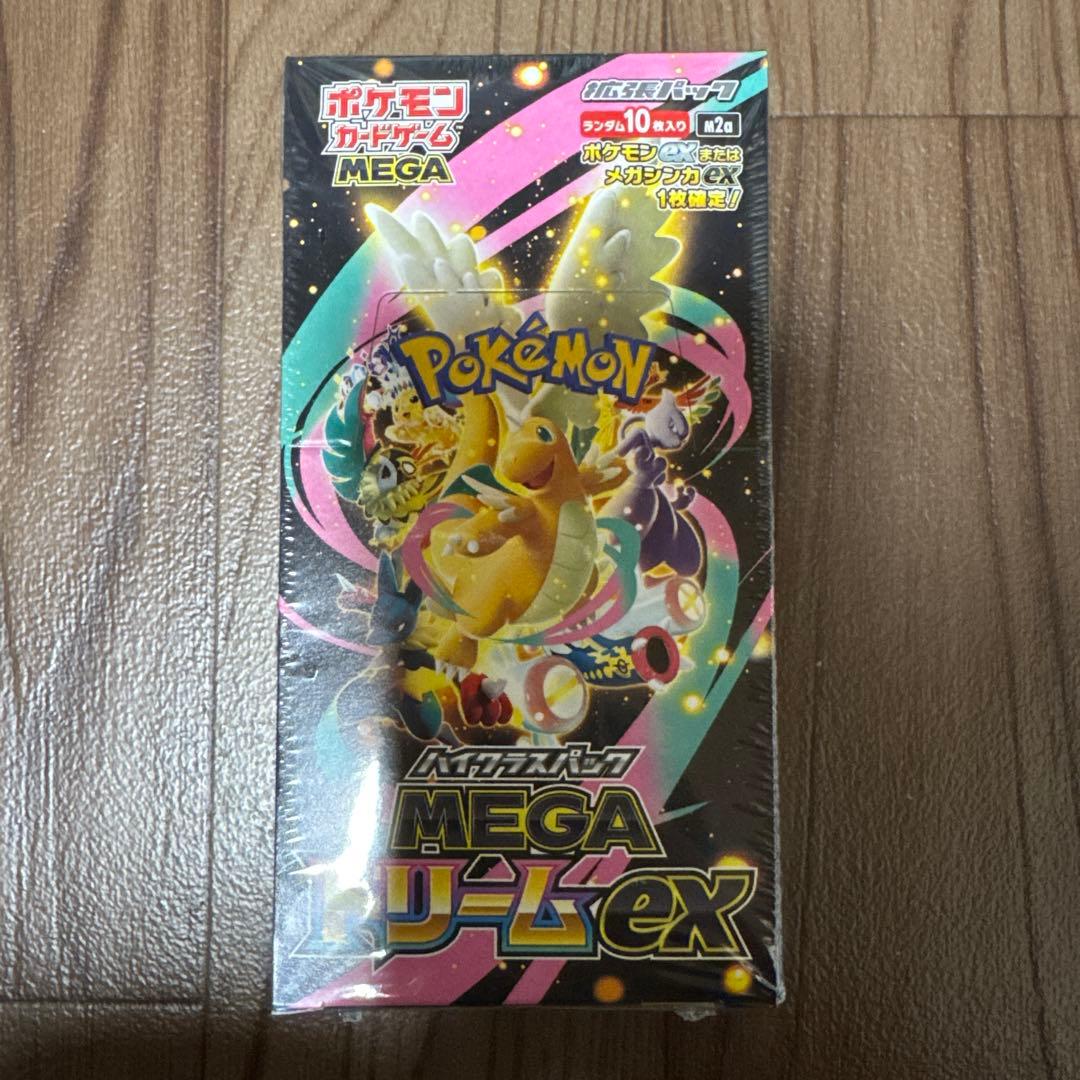 ポケモン
カードゲーム
MEGA
拡張パック
ランダム10枚入り M2a
ポケモンexまたは
メガシンカex
1枚確定!
POKéMON
ハイクラスパック
MEGA
ドリームex